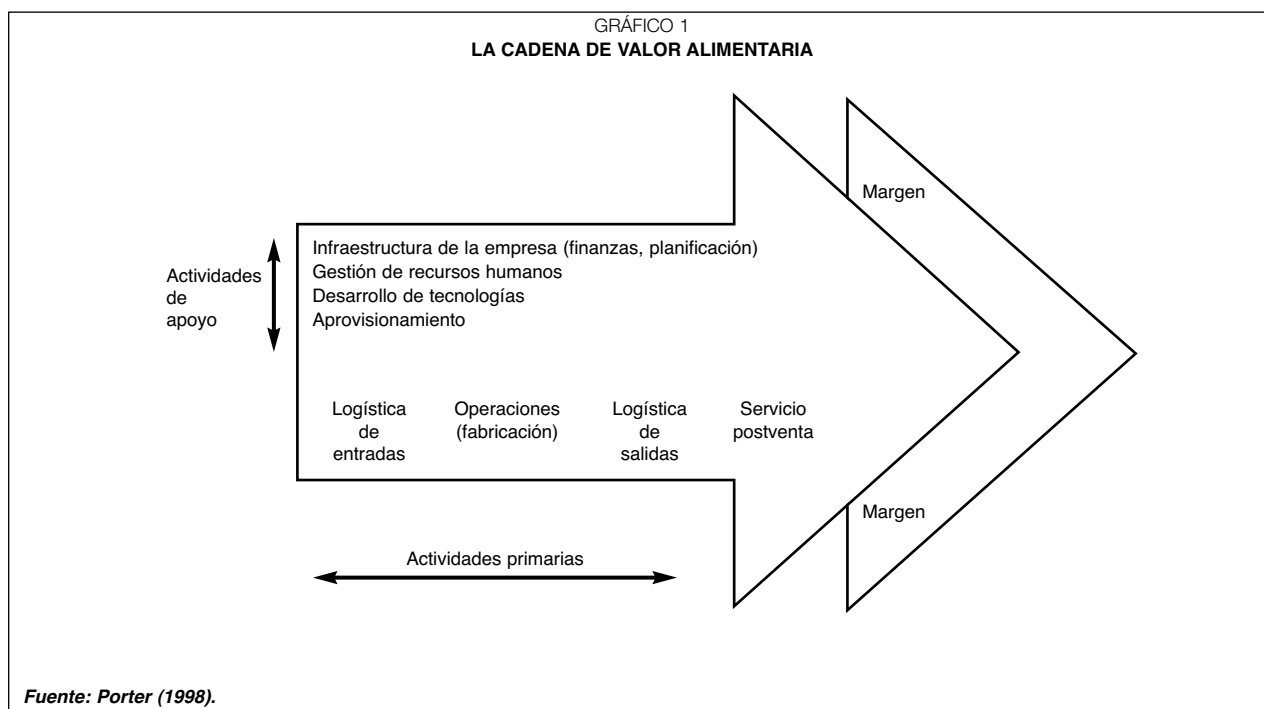 GRÁFICO 1
LA CADENA DE VALOR ALIMENTARIA
Margen
Infraestructura de la empresa (finanzas, planificación)
Gestión de recursos humanos
Desarrollo de tecnologías
Aprovisionamiento
Actividades
de
apoyo
Logística
de
entradas
Operaciones
(fabricación)
Logística
de
salidas
Servicio
postventa
Margen
Actividades primarias
Fuente: Porter (1998).